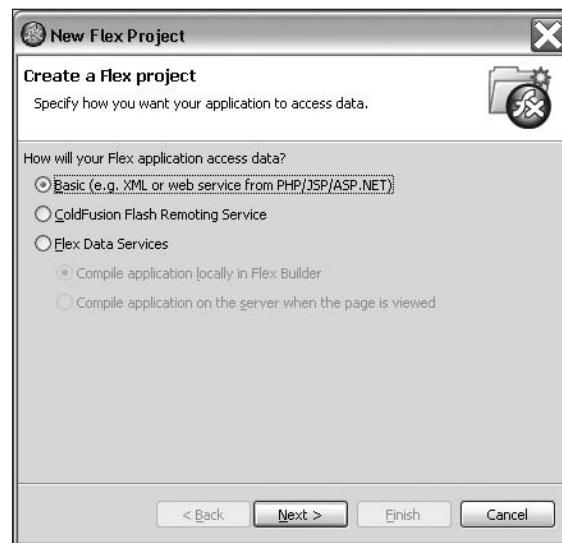 New Flex Project
Create a Flex project
Specify how you want your application to access data.
How will your Flex application access data?
Basic (e.g. XML or web service from PHP/JSP/ASP.NET)
ColdFusion Flash Remoting Service
Flex Data Services
Compile application locally in Flex Builder
Compile application on the server when the page is viewed
< Back Next > Finish Cancel